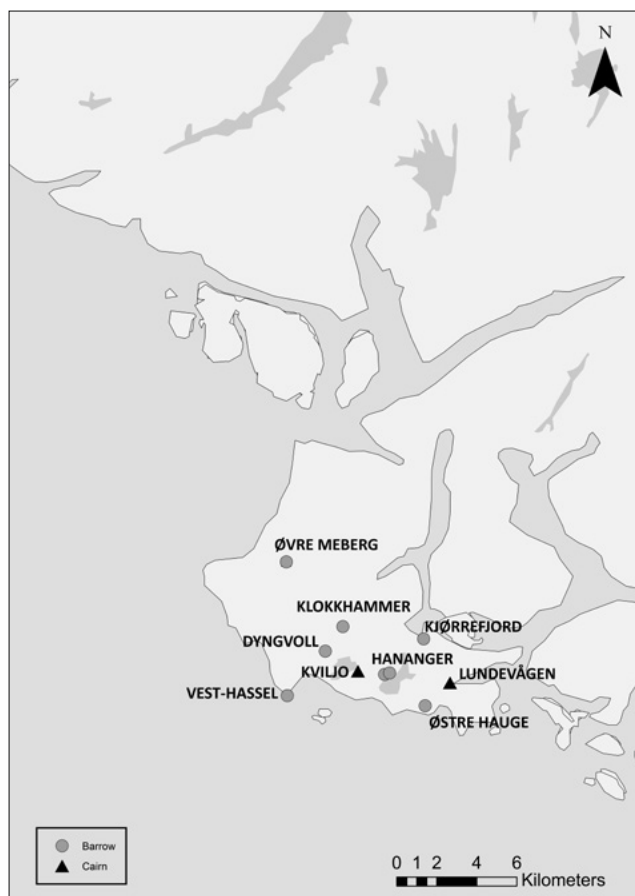 N
ØVRE MEBERG
KLOKKHAMMER
KJØRREFJORD
DYNGVOLL
HANANGER
KVILJO
LUNDEVÅGEN
VEST-HASSEL
ØSTRE HAUGE
Barrow
Cairn
0 1 2 4 6
Kilometers